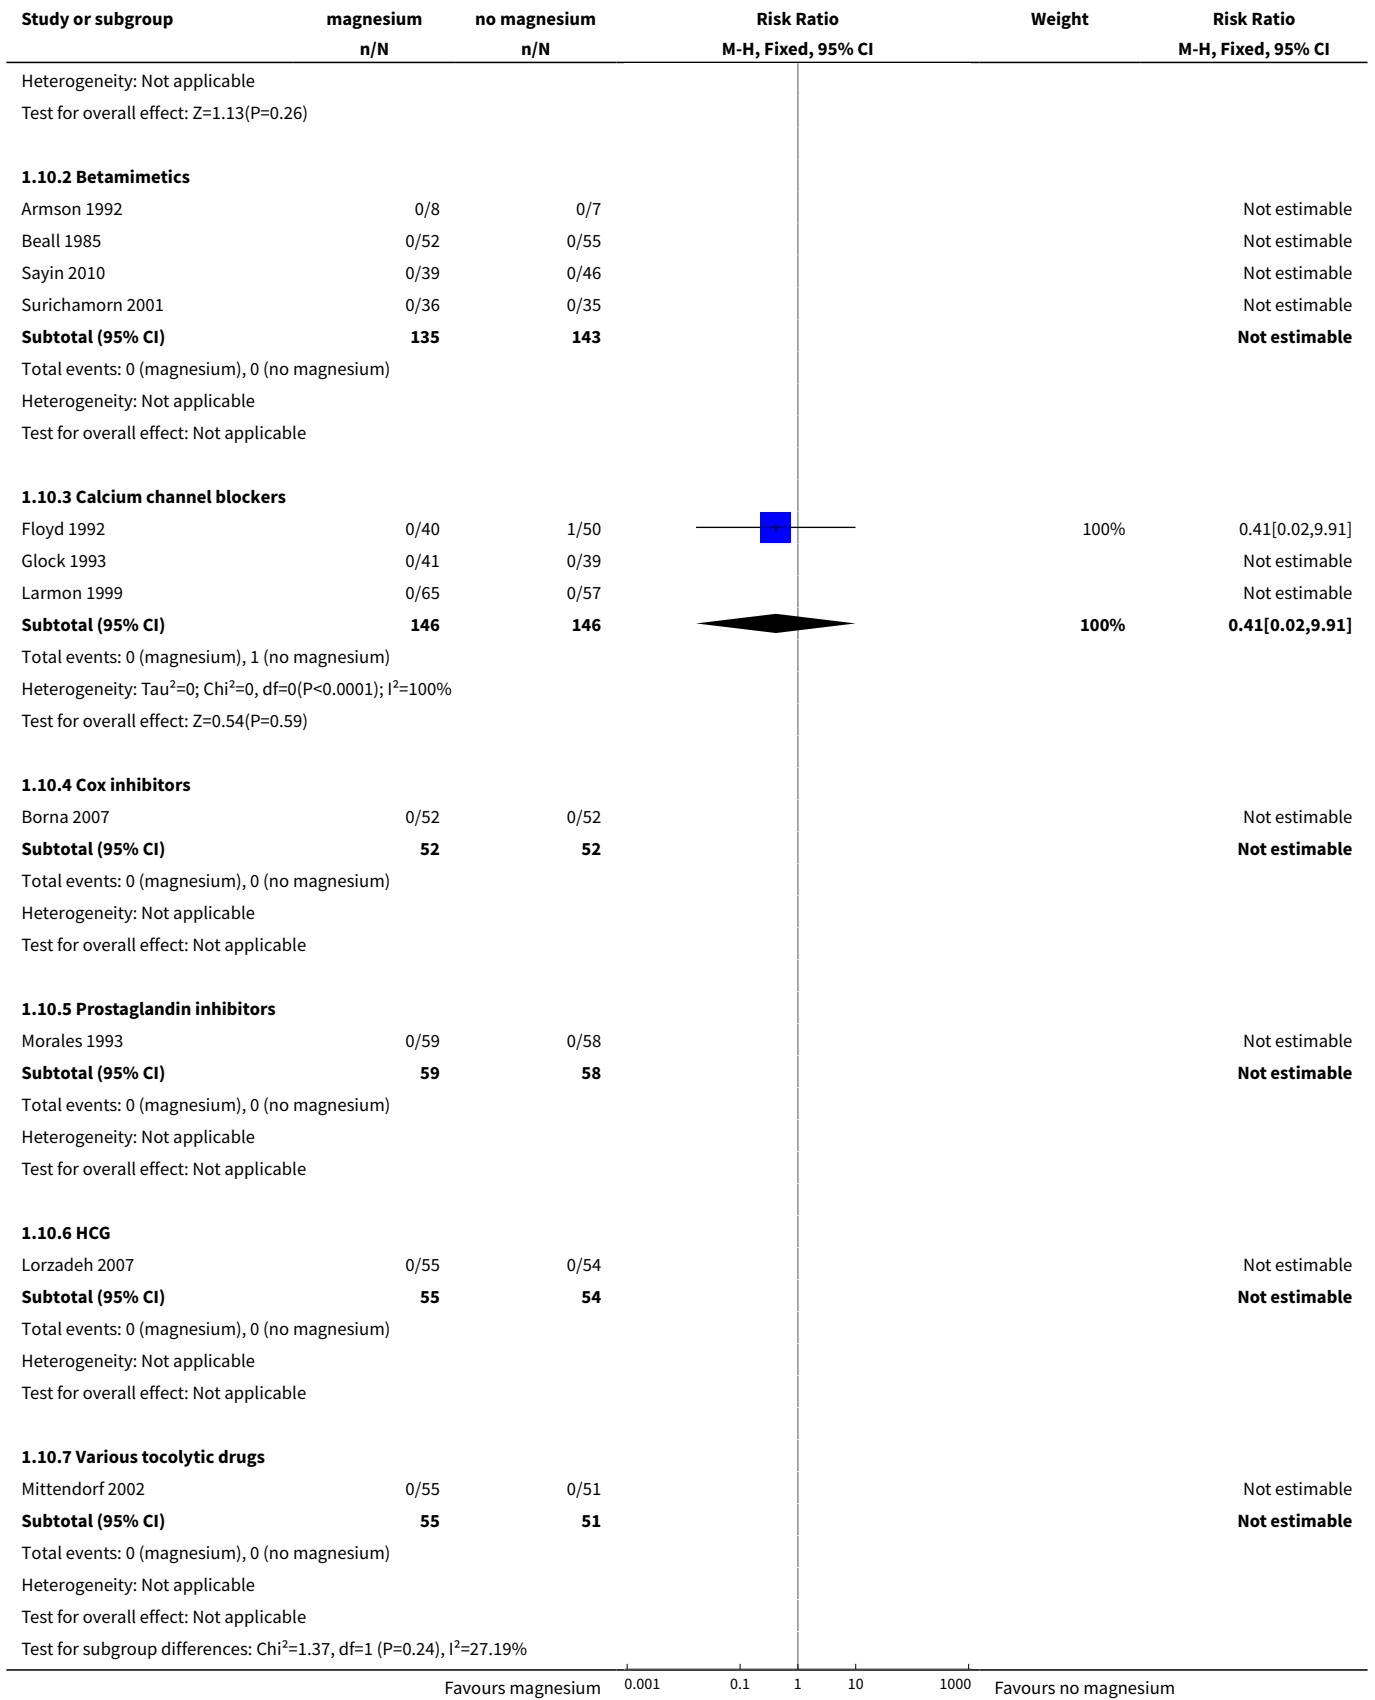 Study or subgroup magnesium no magnesium Risk Ratio Weight Risk Ratio
n/N n/N M-H, Fixed, 95% CI M-H, Fixed, 95% CI
Heterogeneity: Not applicable
Test for overall effect: Z=1.13(P=0.26)
1.10.2 Betamimetics
Armson 1992 0/8 0/7 Not estimable
Beall 1985 0/52 0/55 Not estimable
Sayin 2010 0/39 0/46 Not estimable
Surichamorn 2001 0/36 0/35 Not estimable
Subtotal (95% CI) 135 143 Not estimable
Total events: 0 (magnesium), 0 (no magnesium)
Heterogeneity: Not applicable
Test for overall effect: Not applicable
1.10.3 Calcium channel blockers
Floyd 1992 0/40 1/50 100% 0.41[0.02,9.91]
Glock 1993 0/41 0/39 Not estimable
Larmon 1999 0/65 0/57 Not estimable
Subtotal (95% CI) 146 146 100% 0.41[0.02,9.91]
Total events: 0 (magnesium), 1 (no magnesium)
Heterogeneity: Tau²=0; Chi²=0, df=0(P<0.0001); I²=100%
Test for overall effect: Z=0.54(P=0.59)
1.10.4 Cox inhibitors
Borna 2007 0/52 0/52 Not estimable
Subtotal (95% CI) 52 52 Not estimable
Total events: 0 (magnesium), 0 (no magnesium)
Heterogeneity: Not applicable
Test for overall effect: Not applicable
1.10.5 Prostaglandin inhibitors
Morales 1993 0/59 0/58 Not estimable
Subtotal (95% CI) 59 58 Not estimable
Total events: 0 (magnesium), 0 (no magnesium)
Heterogeneity: Not applicable
Test for overall effect: Not applicable
1.10.6 HCG
Lorzadeh 2007 0/55 0/54 Not estimable
Subtotal (95% CI) 55 54 Not estimable
Total events: 0 (magnesium), 0 (no magnesium)
Heterogeneity: Not applicable
Test for overall effect: Not applicable
1.10.7 Various tocolytic drugs
Mittendorf 2002 0/55 0/51 Not estimable
Subtotal (95% CI) 55 51 Not estimable
Total events: 0 (magnesium), 0 (no magnesium)
Heterogeneity: Not applicable
Test for overall effect: Not applicable
Test for subgroup differences: Chi²=1.37, df=1 (P=0.24), I²=27.19%
Favours magnesium 0.001 0.1 1 10 1000 Favours no magnesium